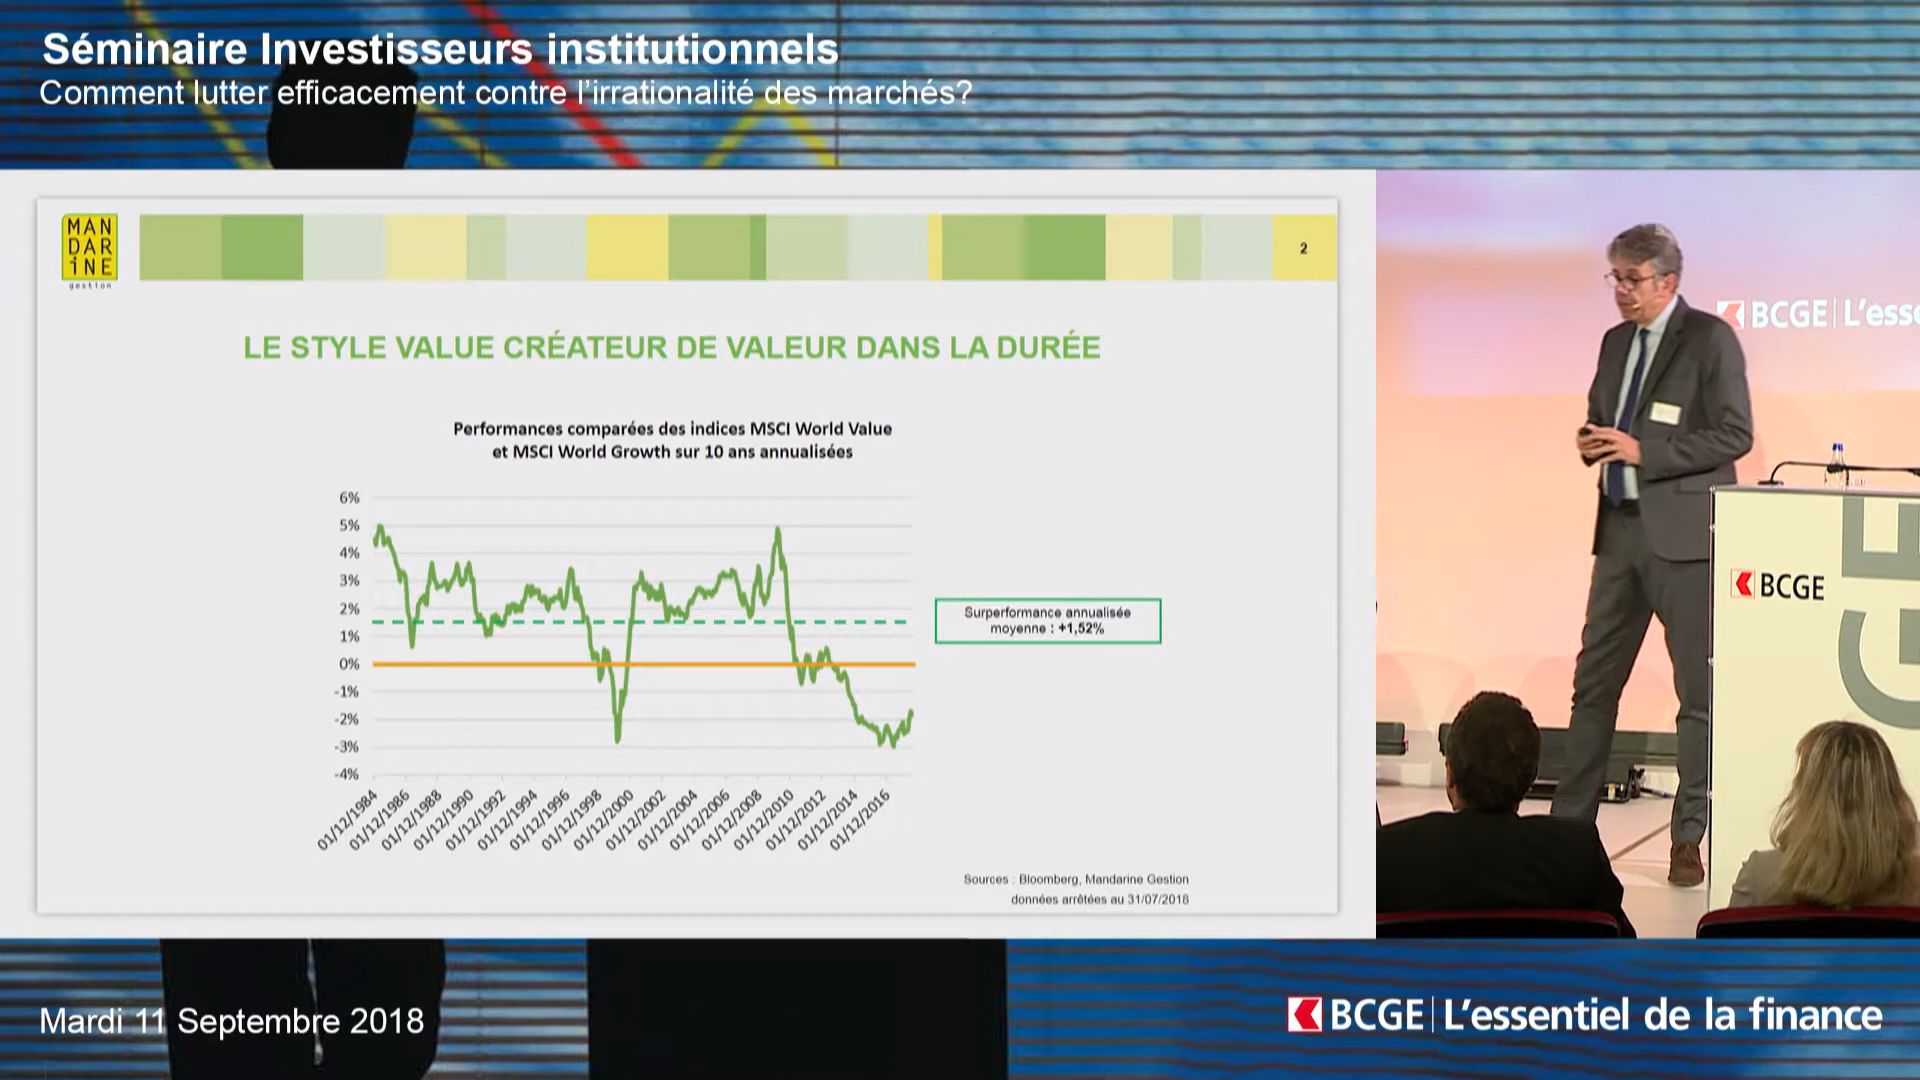 Séminaire Investisseurs institutionnels
Comment lutter efficacement contre l'irrationalité des marchés?
MAN
DAR
iNE
gestion
2
LE STYLE VALUE CRÉATEUR DE VALEUR DANS LA DURÉE
Performances comparées des indices MSCI World Value
et MSCI World Growth sur 10 ans annualisées
6%
5%
4%
3%
2%
1%
0%
-1%
-2%
-3%
-4%
01/12/1984
01/12/1986
01/12/1988
01/12/1990
01/12/1992
01/12/1994
01/12/1996
01/12/1998
01/12/2000
01/12/2002
01/12/2004
01/12/2006
01/12/2008
01/12/2010
01/12/2012
01/12/2014
01/12/2016
Surperformance annualisée
moyenne : +1,52%
Sources : Bloomberg, Mandarine Gestion
données arrêtées au 31/07/2018
BCGE L'esse
BCGE
GE
Mardi 11 Septembre 2018
BCGE L'essentiel de la finance